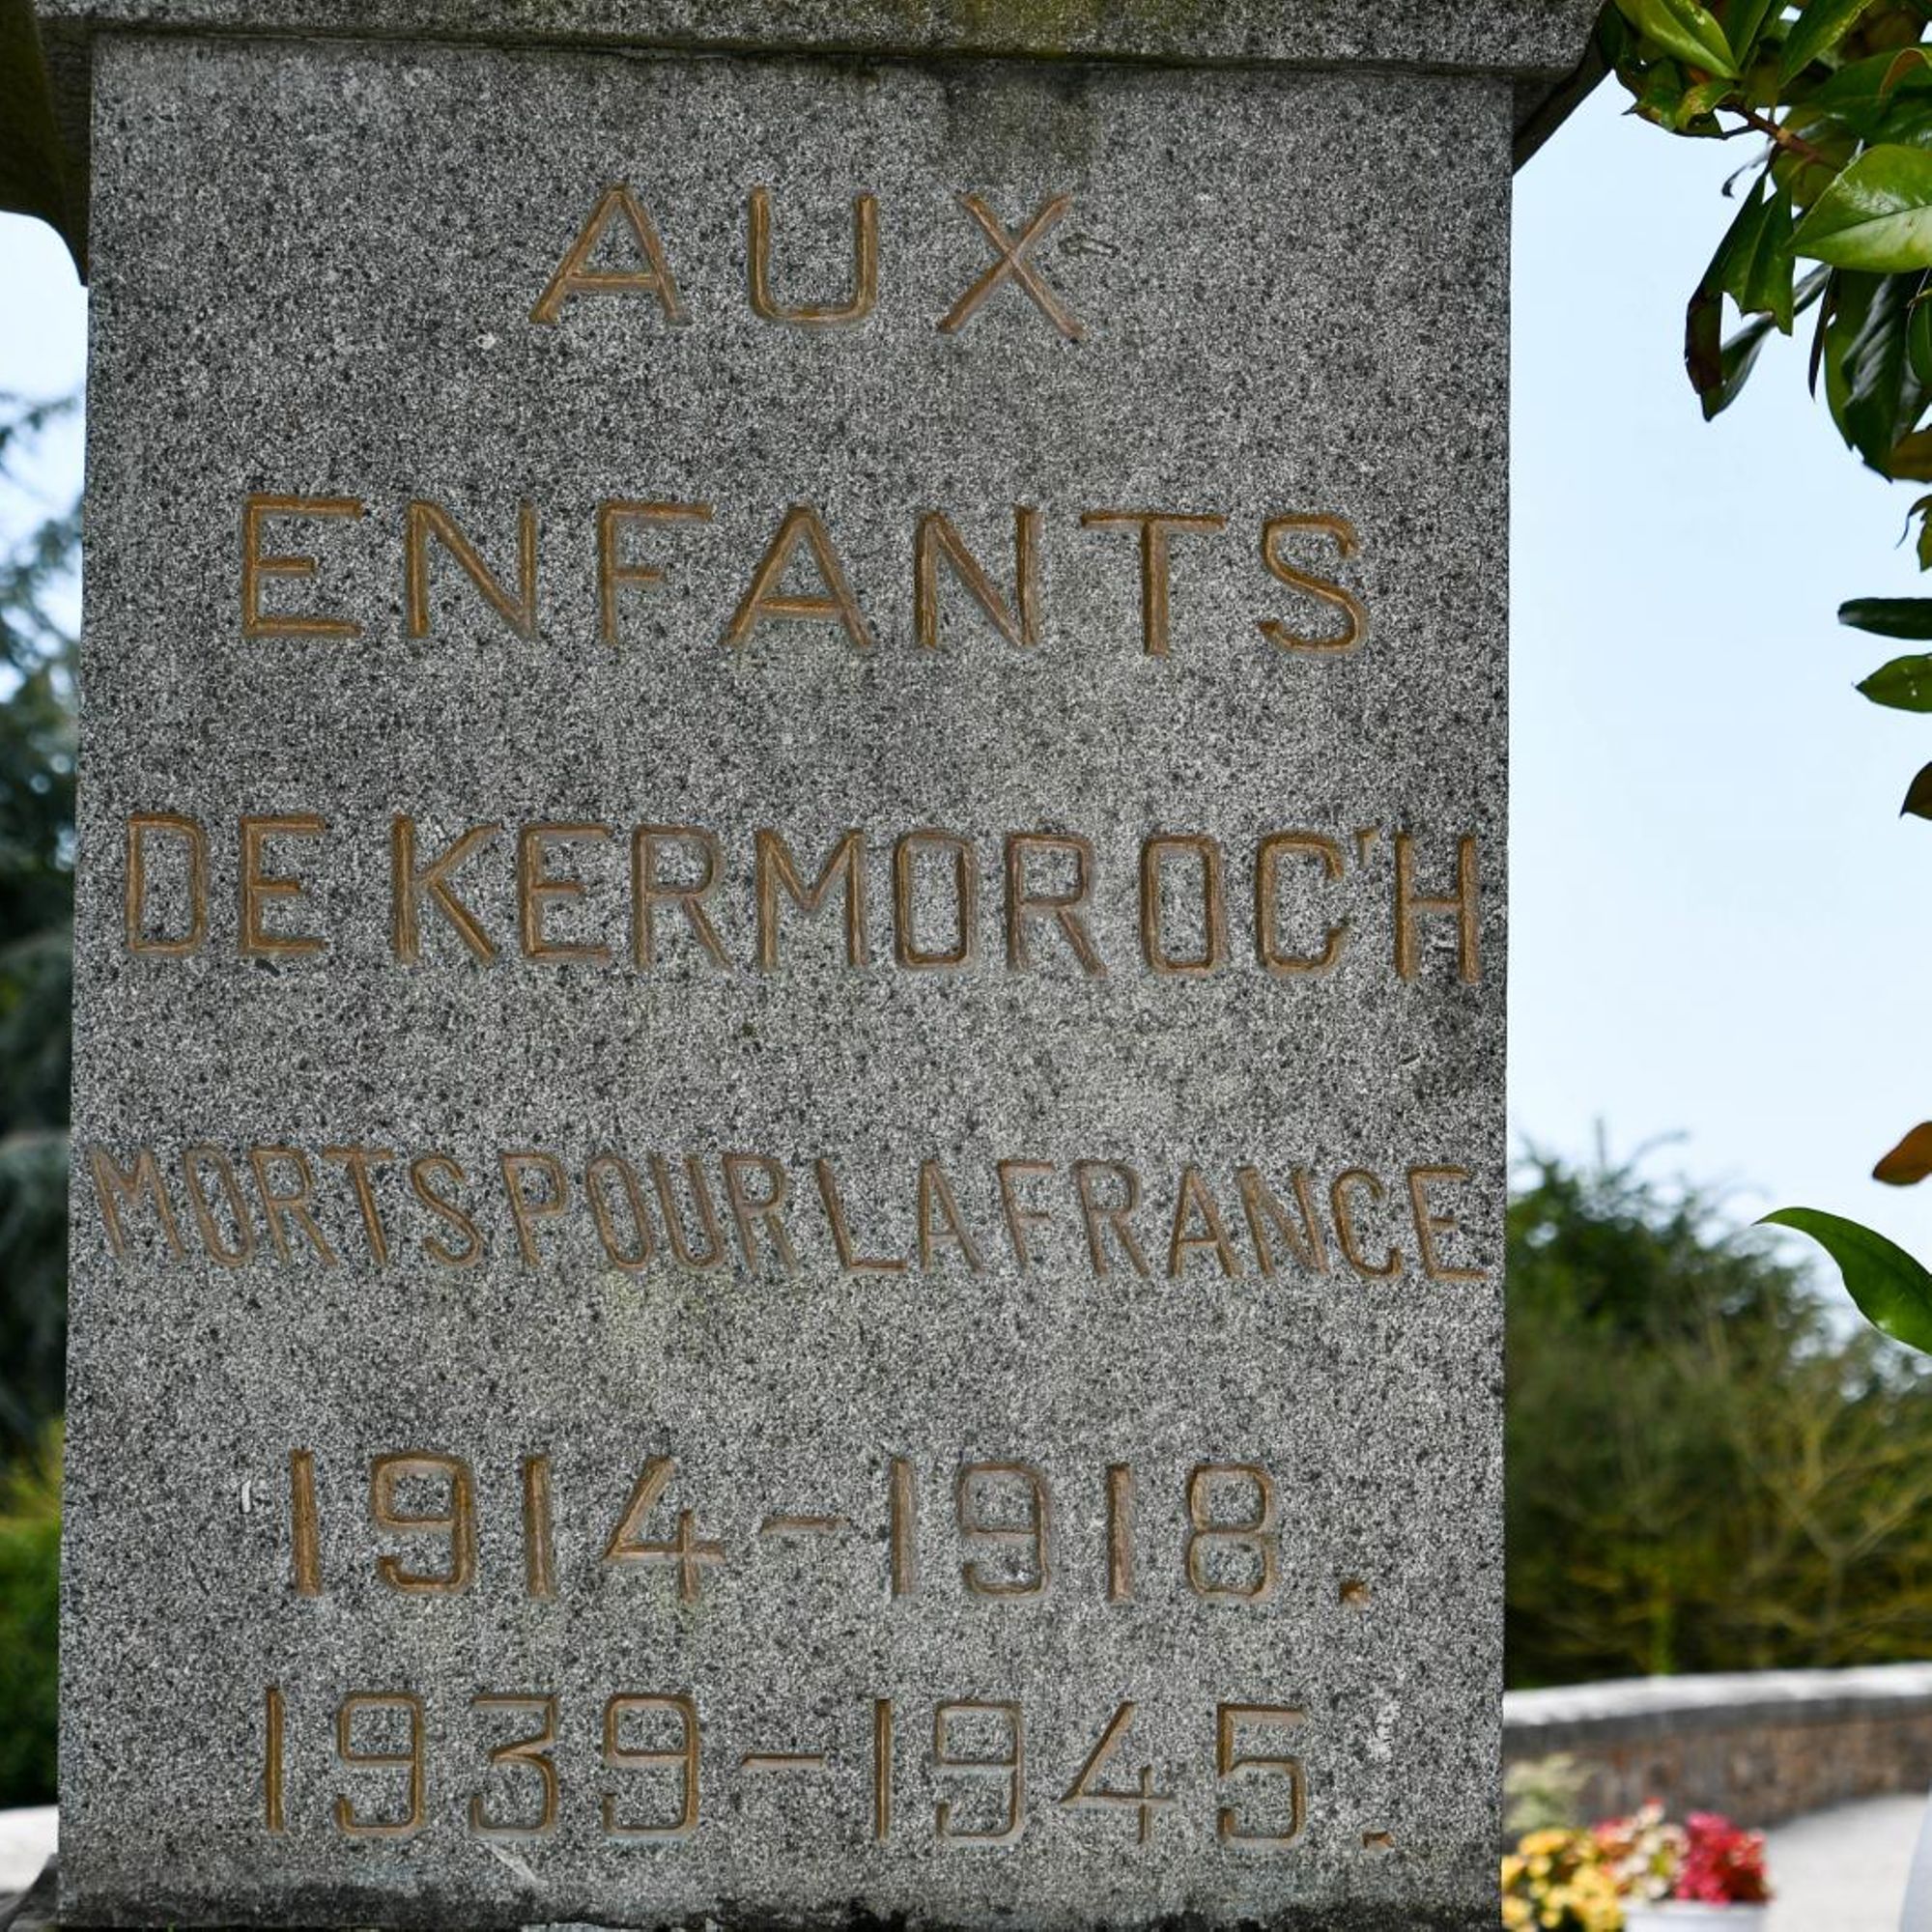 AUX
ENFANTS
DE KERMOROC'H
MORTS POUR LA FRANCE
1914-1918.
1939-1945.